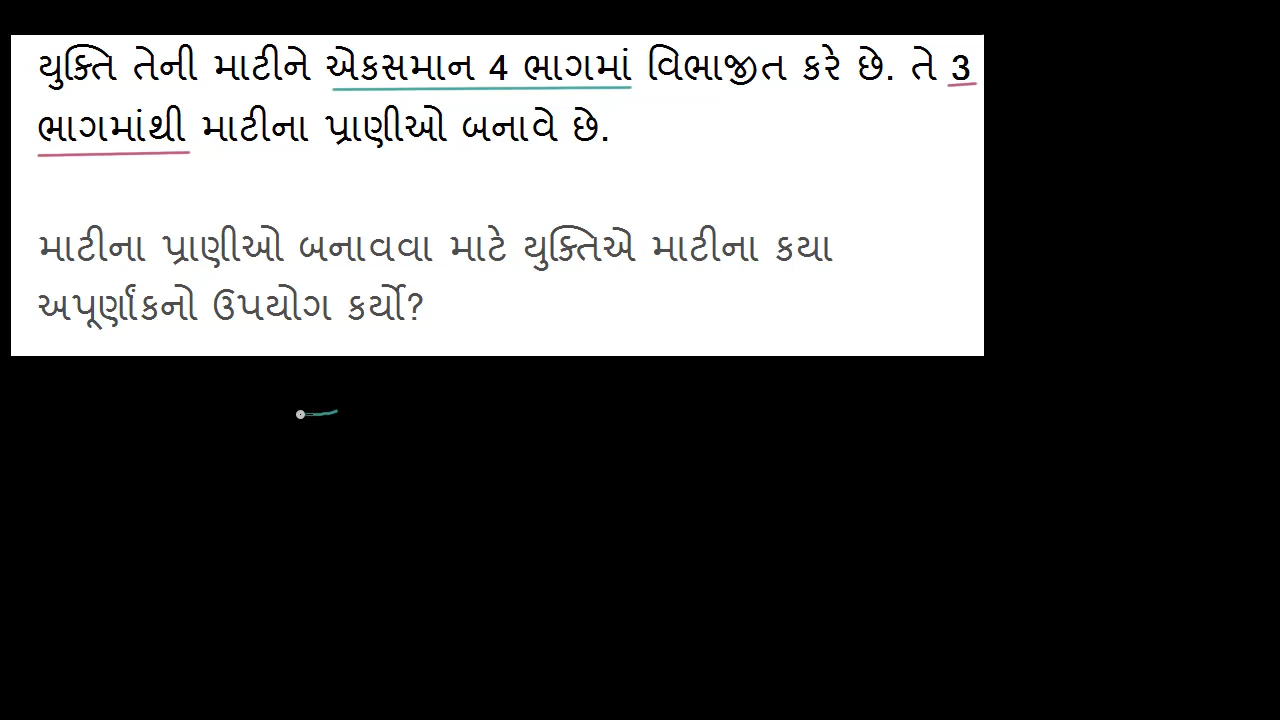 યુક્તિ તેની માટીને એકસમાન 4 ભાગમાં વિભાજીત કરે છે. તે 3
ભાગમાંથી માટીના પ્રાણીઓ બનાવે છે.
માટીના પ્રાણીઓ બનાવવા માટે યુક્તિએ માટીના કયા
અપૂર્ણાંકનો ઉપયોગ કર્યો?